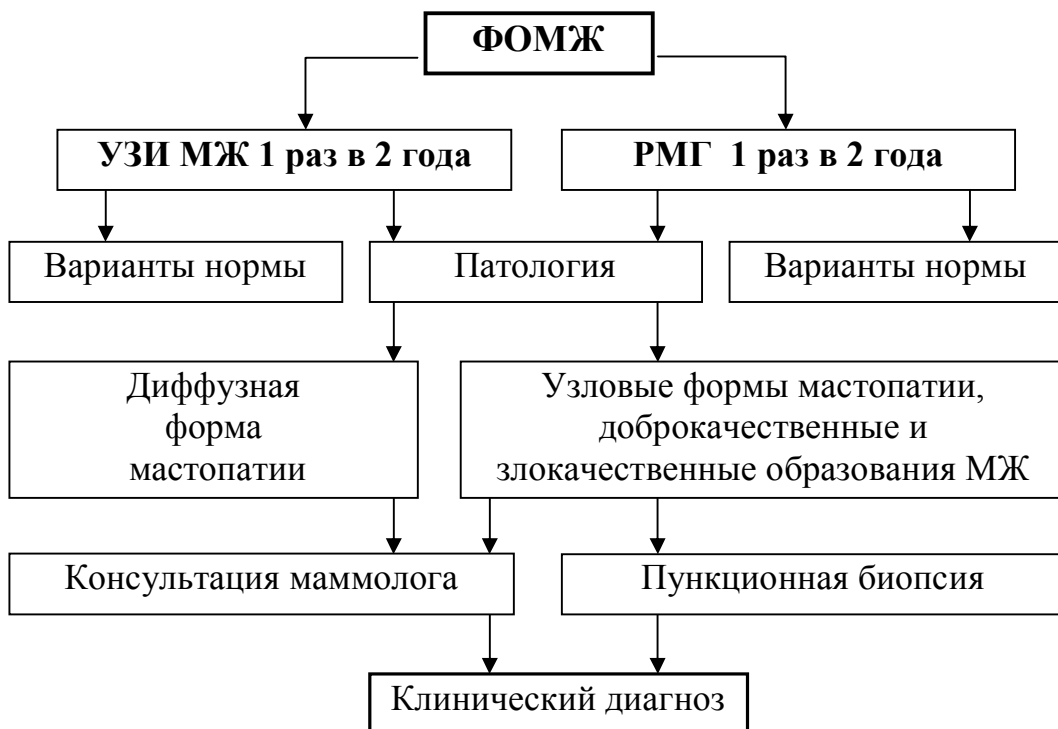 ФОМЖ
УЗИ МЖ 1 раз в 2 года
РМГ 1 раз в 2 года
Варианты нормы
Патология
Варианты нормы
Диффузная
форма
мастопатии
Узловые формы мастопатии,
доброкачественные и
злокачественные образования МЖ
Консультация маммолога
Пункционная биопсия
Клинический диагноз